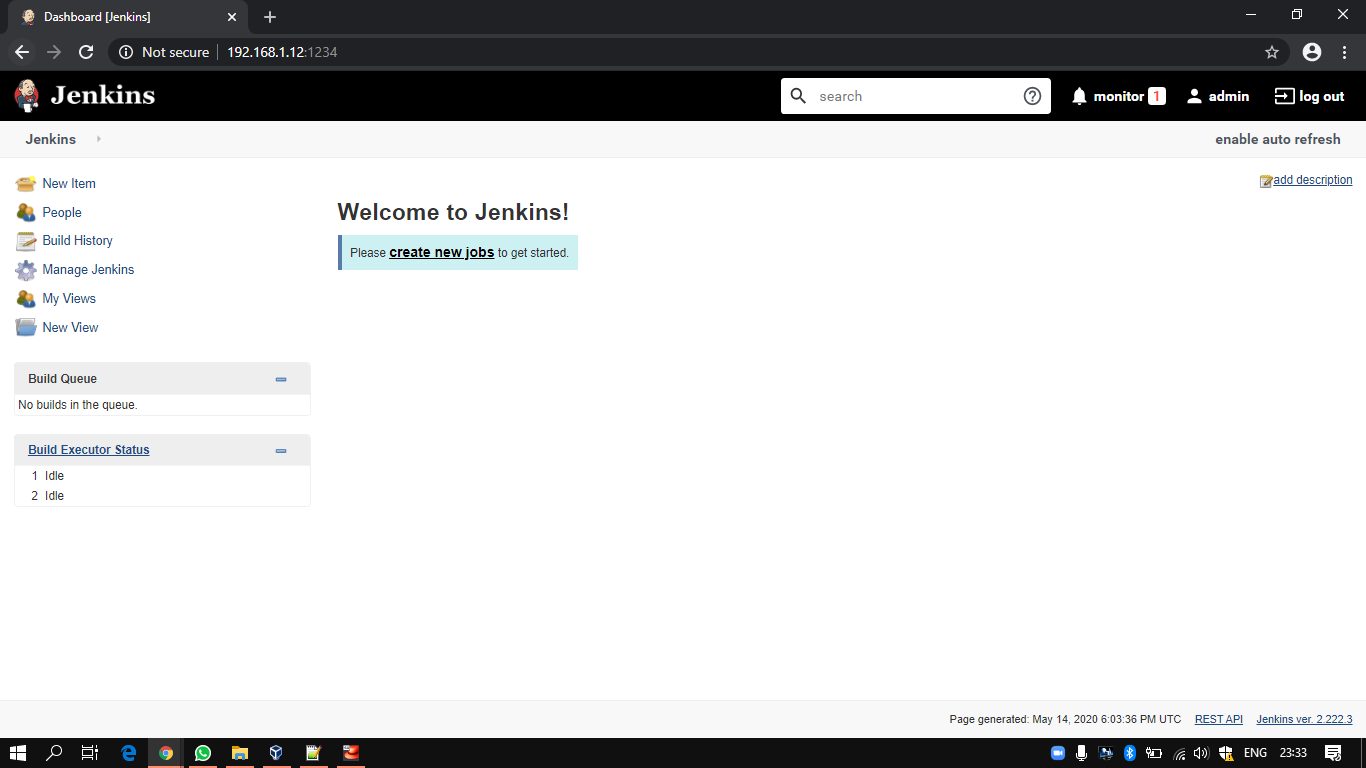 Dashboard [Jenkins]
Not secure 192.168.1.12:1234
Jenkins
search
monitor 1
admin
log out
Jenkins
enable auto refresh
add description
New Item
People
Build History
Manage Jenkins
My Views
New View
Welcome to Jenkins!
Please create new jobs to get started.
Build Queue
No builds in the queue.
Build Executor Status
1 Idle
2 Idle
Page generated: May 14, 2020 6:03:36 PM UTC REST API Jenkins ver. 2.222.3
ENG 23:33